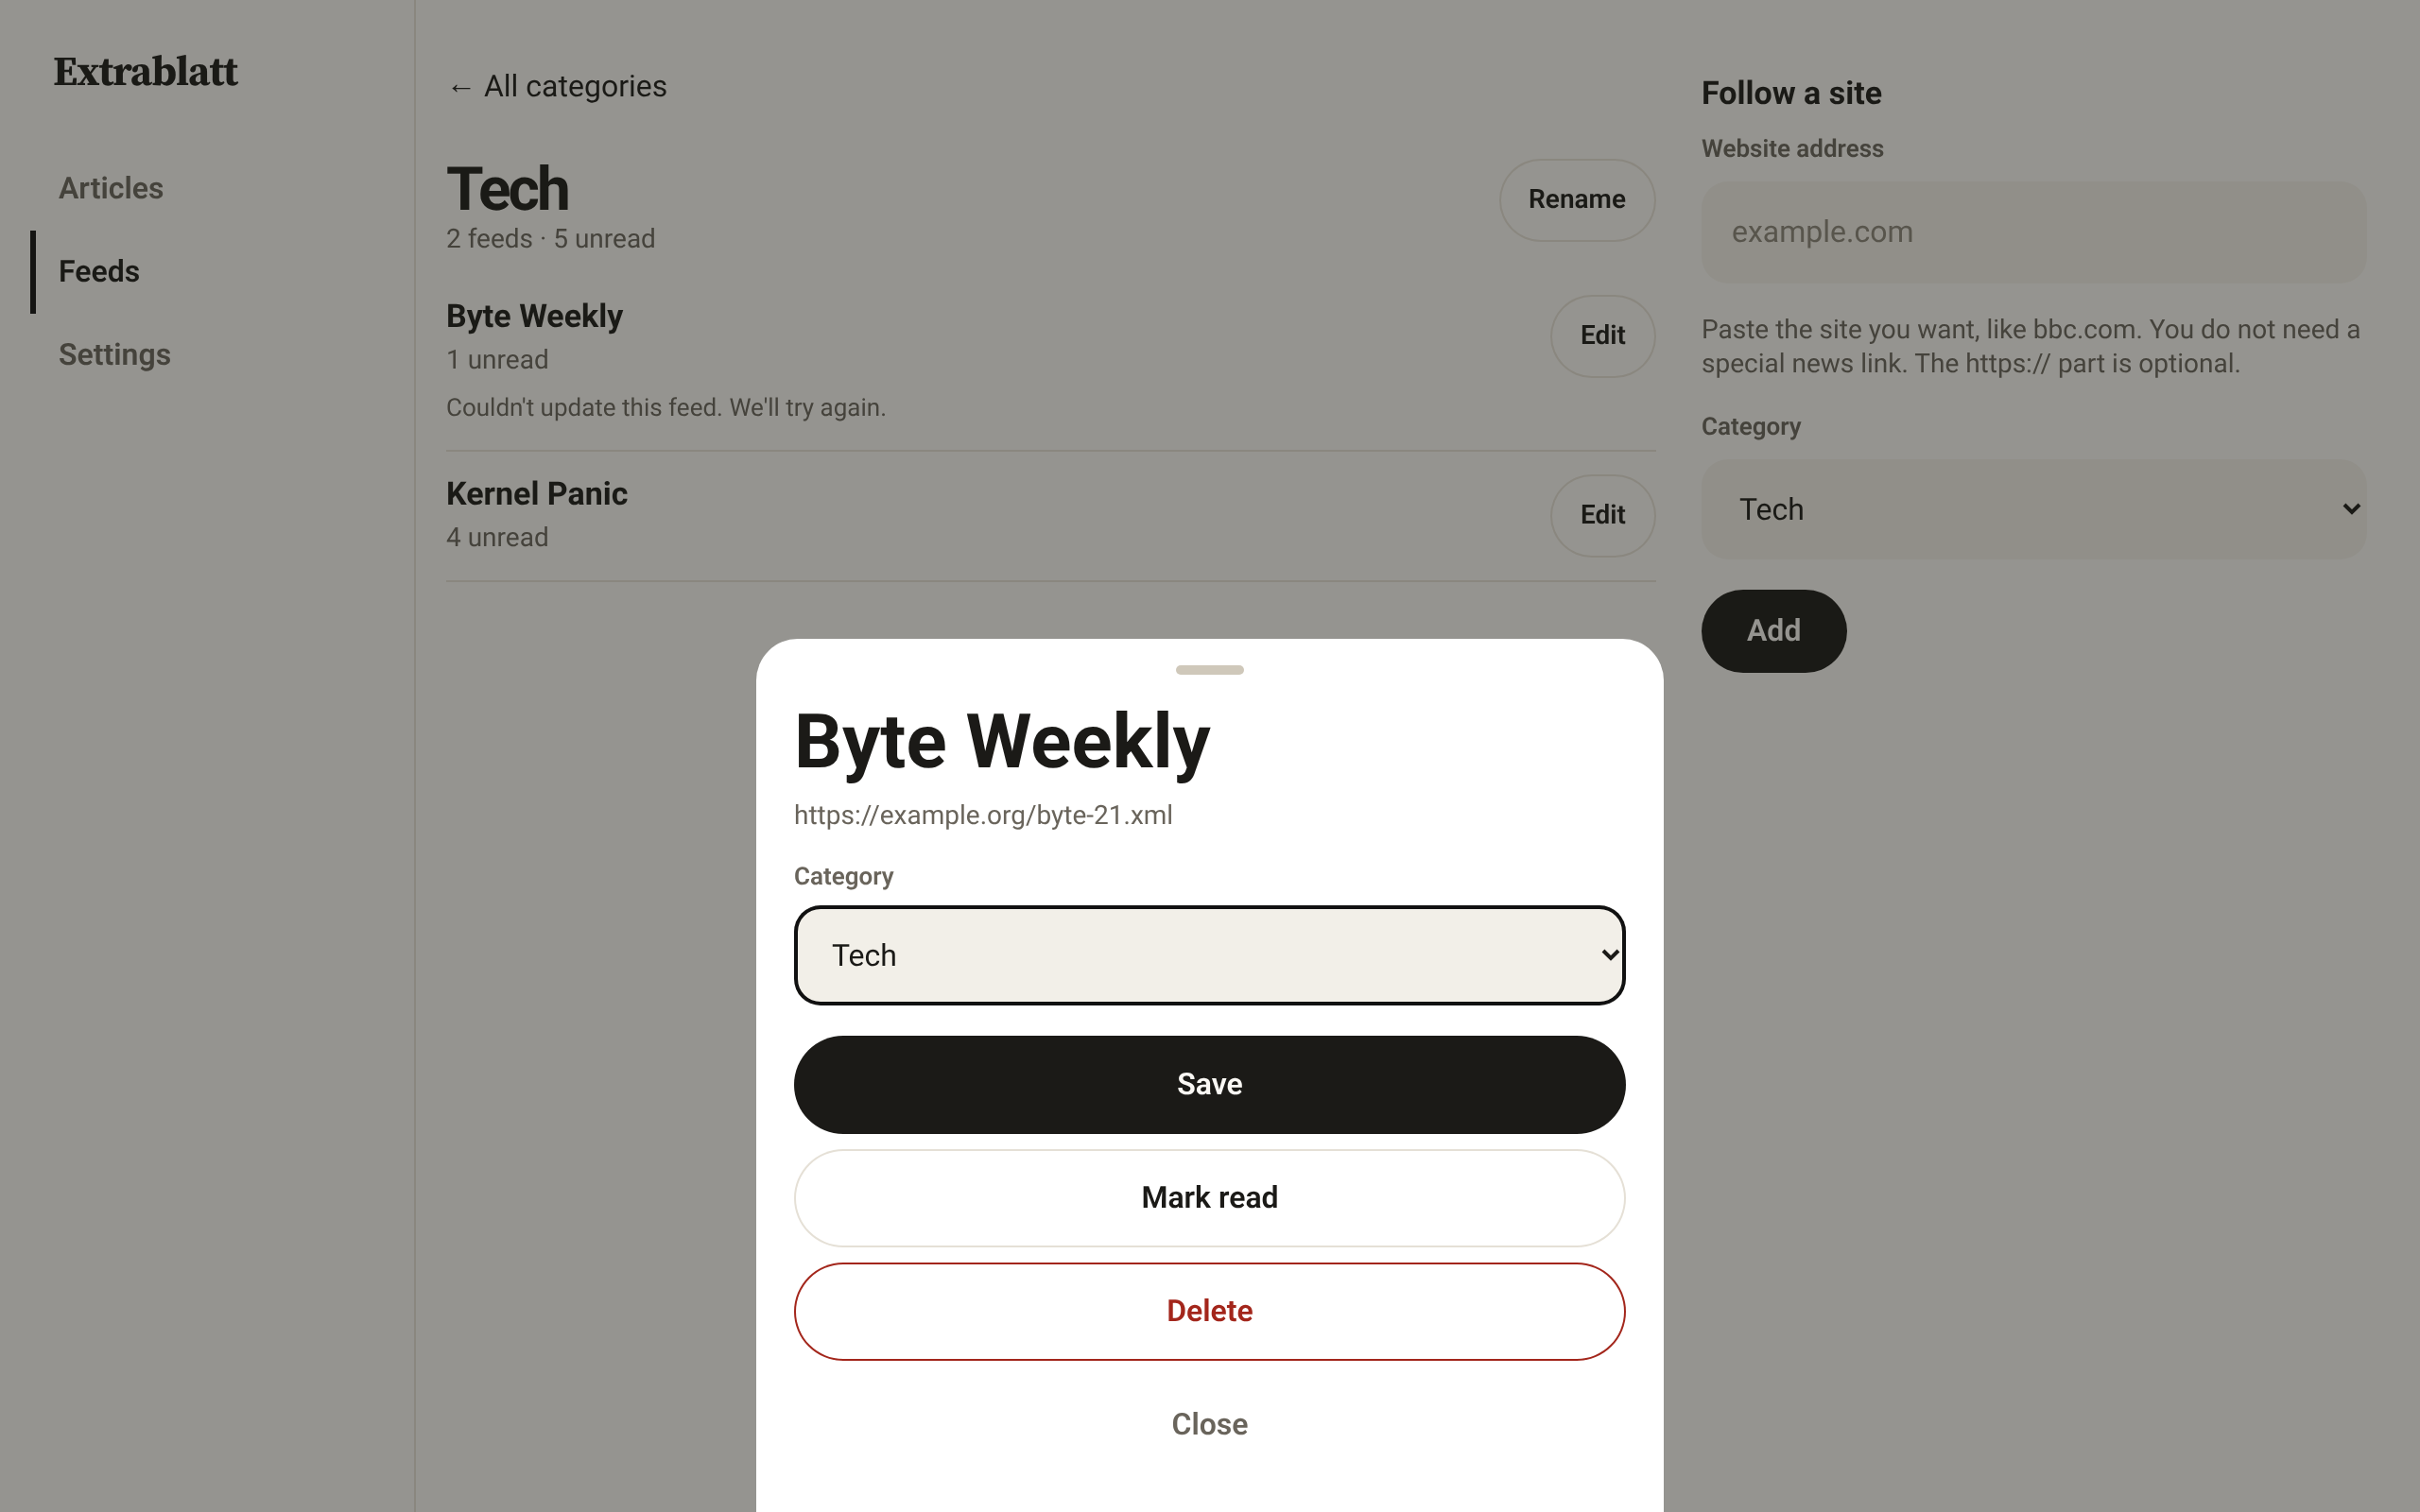 Extrablatt
Articles
Feeds
Settings
← All categories
Tech
2 feeds · 5 unread
Rename
Byte Weekly
1 unread
Couldn't update this feed. We'll try again.
Edit
Kernel Panic
4 unread
Edit
Follow a site
Website address
example.com
Paste the site you want, like bbc.com. You do not need a
special news link. The https:// part is optional.
Category
Tech
Add
Byte Weekly
https://example.org/byte-21.xml
Category
Tech
Save
Mark read
Delete
Close